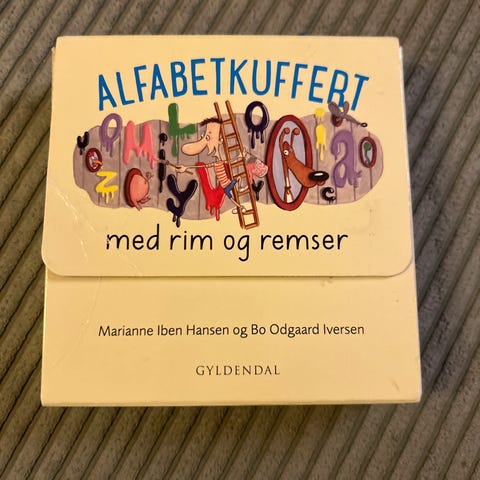 ALFABETKUFFERT
med rim og remser
Marianne Iben Hansen og Bo Odgaard Iversen
GYLDENDAL